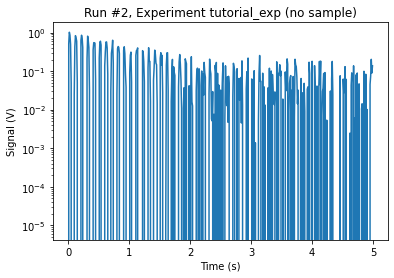 Run #2, Experiment tutorial_exp (no sample)
Signal (V)
10⁰
10⁻¹
10⁻²
10⁻³
10⁻⁴
10⁻⁵
0 1 2 3 4 5
Time (s)